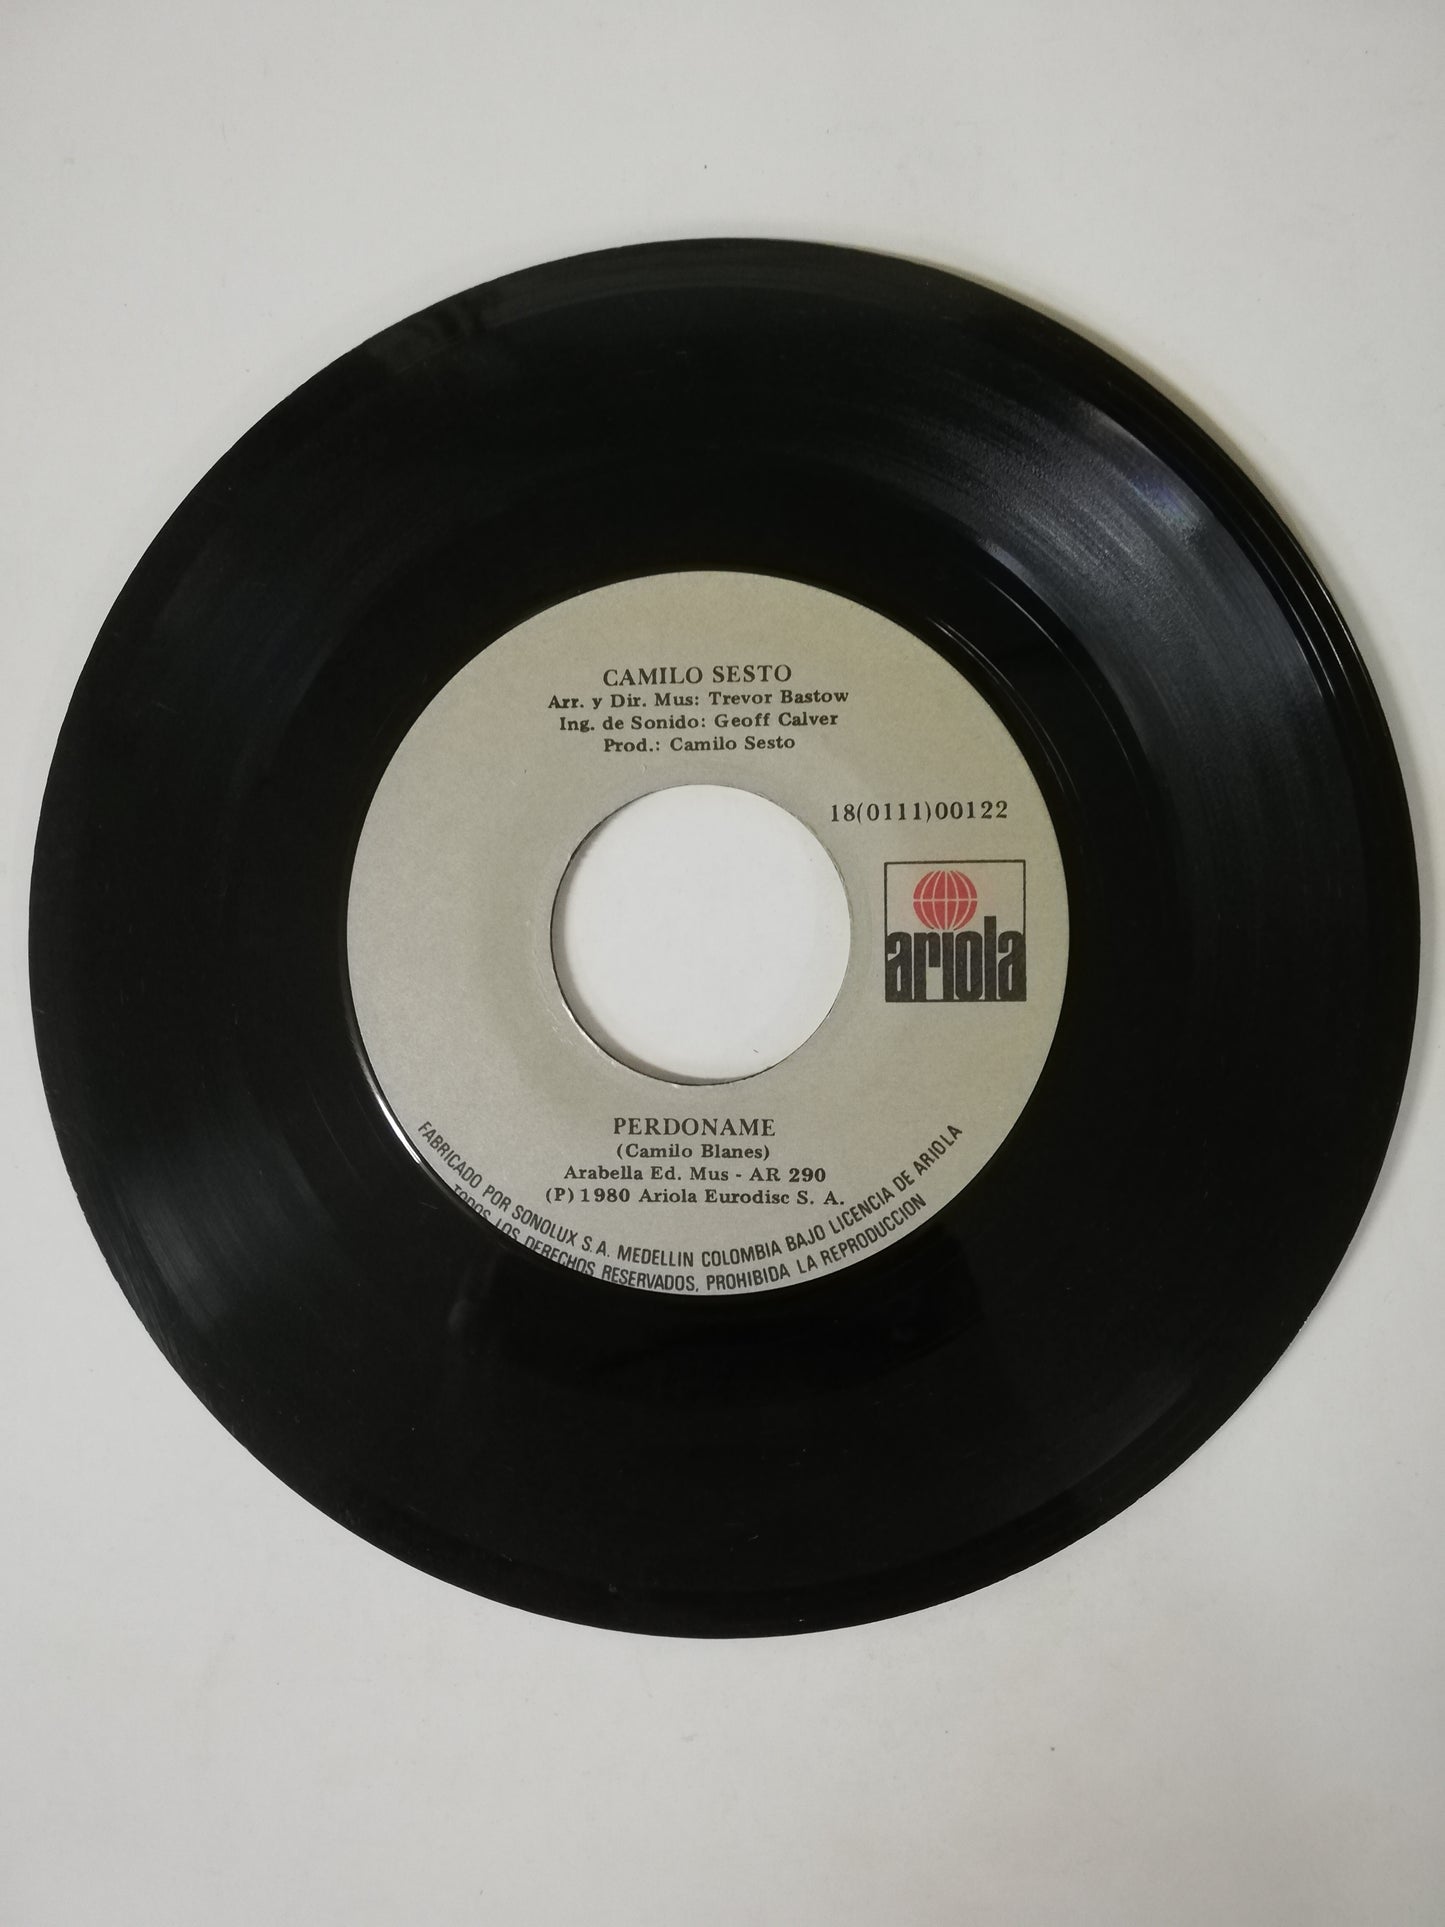 CAMILO SESTO
Arr. y Dir. Mus: Trevor Bastow
Ing. de Sonido: Geoff Calver
Prod.: Camilo Sesto
18(0111)00122
ariola
PERDONAME
(Camilo Blanes)
Arabella Ed. Mus - AR 290
(P) 1980 Ariola Eurodisc S. A.
FABRICADO POR SONOLUX S.A. MEDELLIN COLOMBIA BAJO LICENCIA DE ARIOLA
TODOS LOS DERECHOS RESERVADOS, PROHIBIDA LA REPRODUCCION